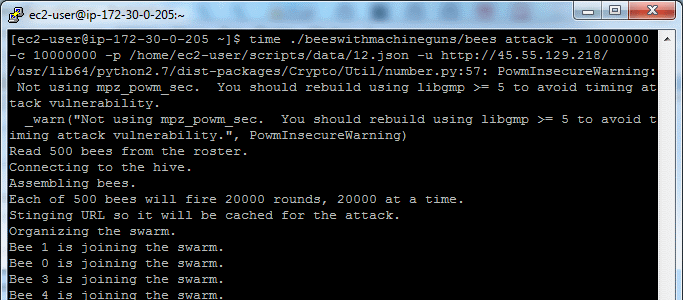 ec2-user@ip-172-30-0-205:~
[ec2-user@ip-172-30-0-205 ~]$ time ./beeswithmachineguns/bees attack -n 10000000
-c 10000000 -p /home/ec2-user/scripts/data/12.json -u http://45.55.129.218/
/usr/lib64/python2.7/dist-packages/Crypto/Util/number.py:57: PowmInsecureWarning:
Not using mpz_powm_sec.  You should rebuild using libgmp >= 5 to avoid timing at
tack vulnerability.
_warn("Not using mpz_powm_sec.  You should rebuild using libgmp >= 5 to avoid t
iming attack vulnerability.", PowmInsecureWarning)
Read 500 bees from the roster.
Connecting to the hive.
Assembling bees.
Each of 500 bees will fire 20000 rounds, 20000 at a time.
Stinging URL so it will be cached for the attack.
Organizing the swarm.
Bee 1 is joining the swarm.
Bee 0 is joining the swarm.
Bee 3 is joining the swarm.
Bee 4 is joining the swarm.